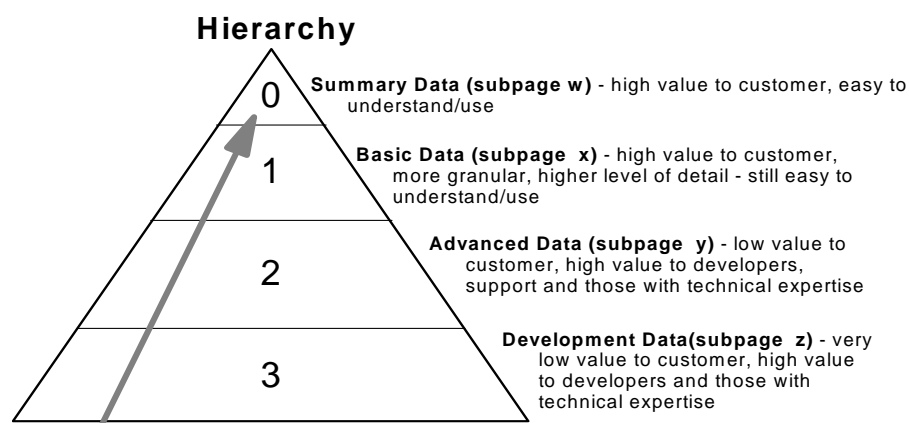 Hierarchy
0
Summary Data (subpage w) - high value to customer, easy to
understand/use
1
Basic Data (subpage x) - high value to customer,
more granular, higher level of detail - still easy to
understand/use
2
Advanced Data (subpage y) - low value to
customer, high value to developers,
support and those with technical expertise
3
Development Data(subpage z) - very
low value to customer, high value
to developers and those with
technical expertise